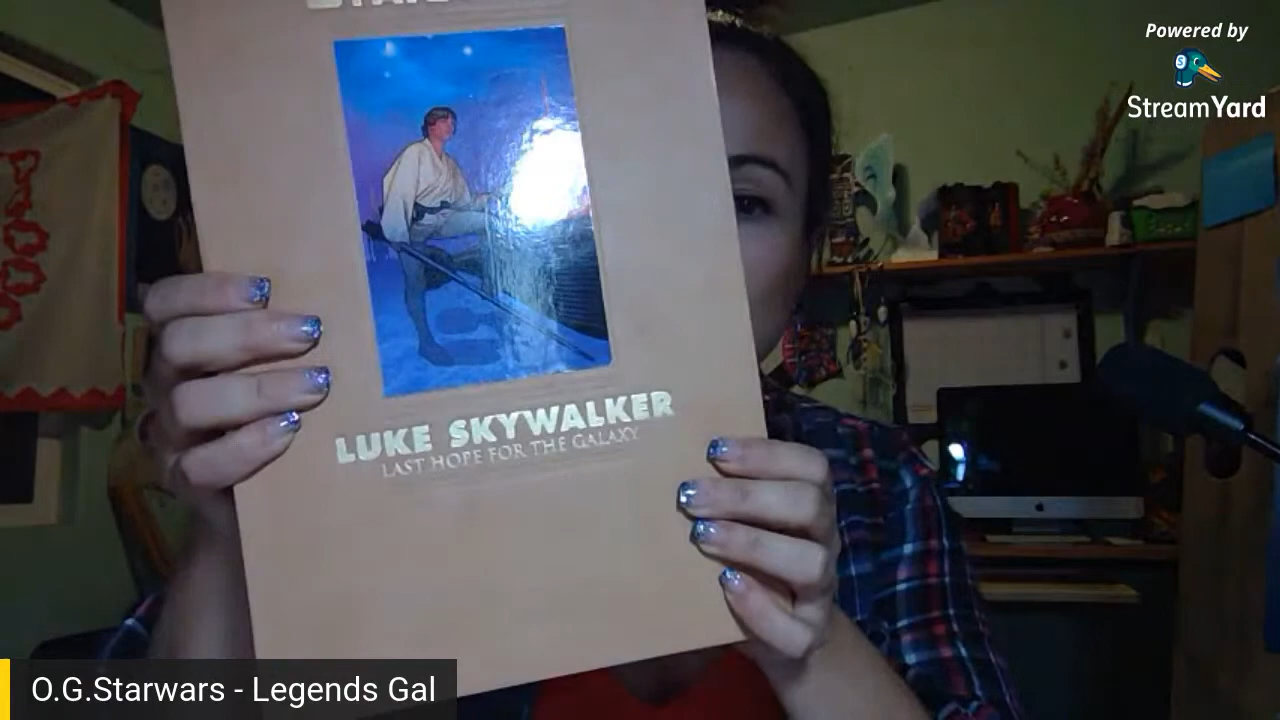 Powered by
StreamYard
LUKE SKYWALKER
LAST HOPE FOR THE GALAXY
O.G.Starwars - Legends Gal